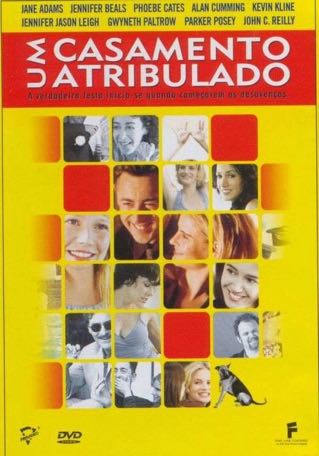 JANE ADAMS JENNIFER BEALS PHOEBE CATES ALAN CUMMING KEVIN KLINE
JENNIFER JASON LEIGH GWYNETH PALTROW PARKER POSEY JOHN C. REILLY
UM CASAMENTO
ATRIBULADO
A verdadeira festa inicia-se quando começarem as desavenças
DVD
F